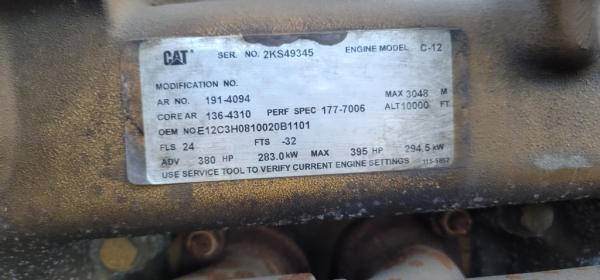 CAT SER. NO. 2KS49345 ENGINE MODEL C-12
MODIFICATION NO.
AR NO. 191-4094 MAX 3048 M
CORE AR 136-4310 PERF SPEC 177-7006 ALT 10000 FT
OEM NO E12C3H0810020B1101
FLS 24 FTS -32
ADV 380 HP 283.0 kW MAX 395 HP 294.5 kW
USE SERVICE TOOL TO VERIFY CURRENT ENGINE SETTINGS